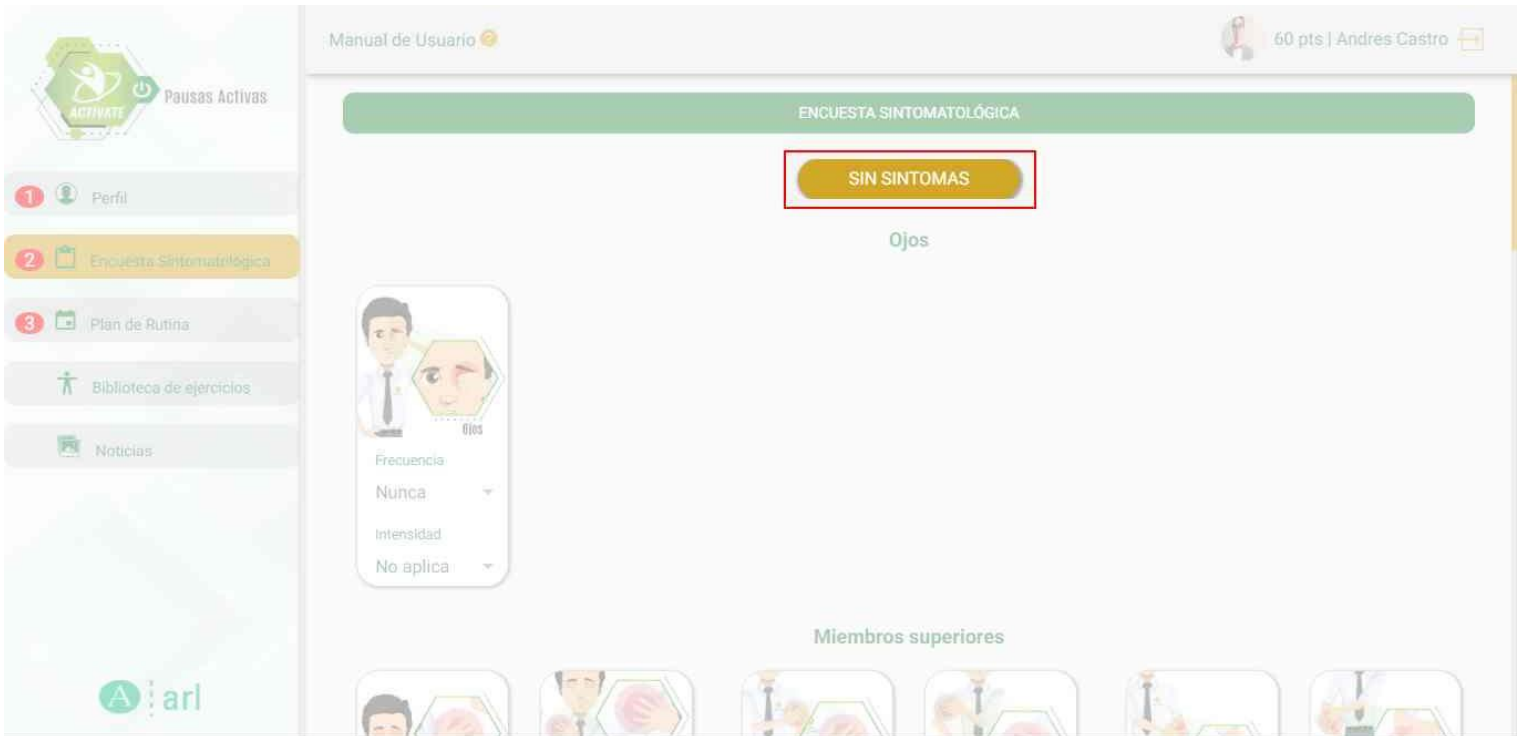 Manual de Usuario ?
60 pts | Andres Castro
ACTIVATE
Pausas Activas
1 Perfil
2 Encuesta Sintomatológica
3 Plan de Rutina
Biblioteca de ejercicios
Noticias
A arl
ENCUESTA SINTOMATOLÓGICA
SIN SINTOMAS
Ojos
Ojos
Frecuencia
Nunca
Intensidad
No aplica
Miembros superiores